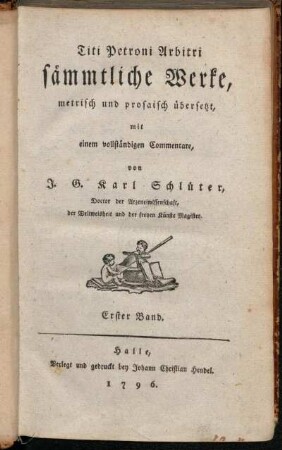 Titi Petroni Arbitri
sämmtliche Werke,
metrisch und prosaisch übersetzt,
mit
einem vollständigen Commentare,
von
J. G. Karl Schlüter,
Doctor der Arzeneiwissenschaft,
der Weltweisheit und der freyen Künste Magister.
Erster Band.
Halle,
Verlegt und gedruckt bey Johann Christian Hendel.
1796.